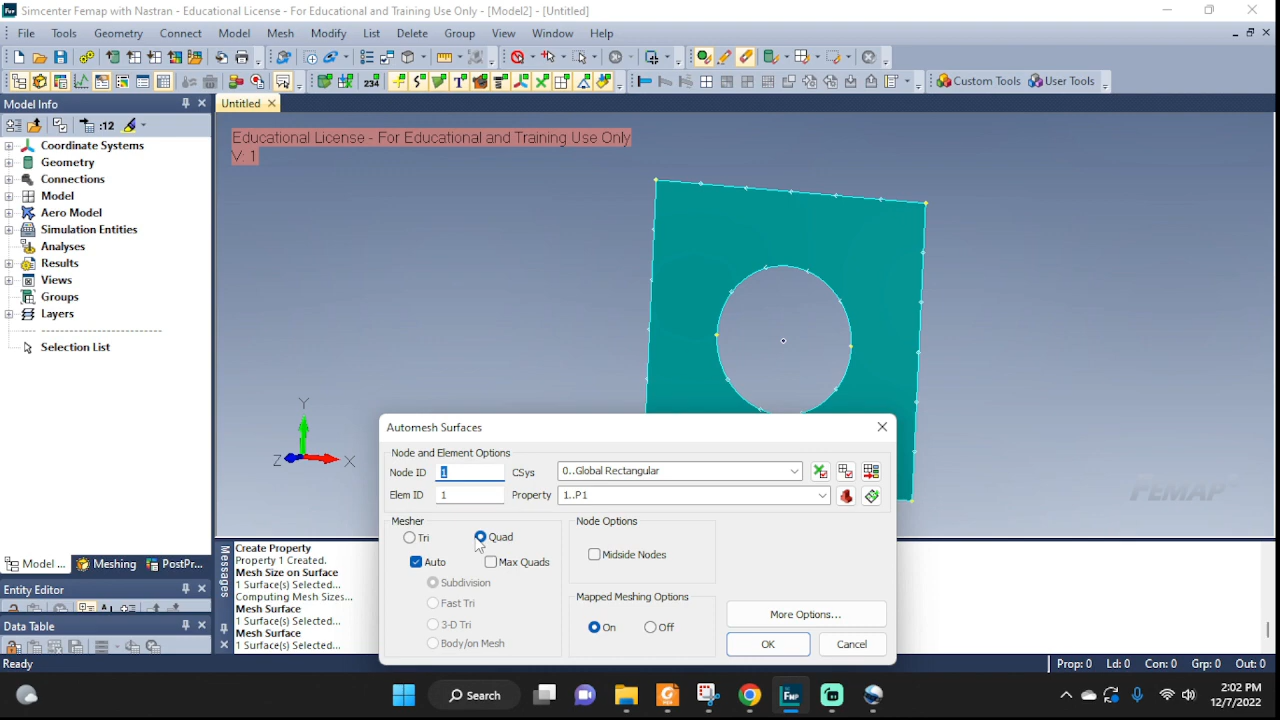 Simcenter Femap with Nastran - Educational License - For Educational and Training Use Only - [Model2] - [Untitled]
File Tools Geometry Connect Model Mesh Modify List Delete Group View Window Help
234 Custom Tools User Tools
Model Info
Untitled
:12
Coordinate Systems
Geometry
Connections
Model
Aero Model
Simulation Entities
Analyses
Results
Views
Groups
Layers
Selection List
Educational License - For Educational and Training Use Only
V: 1
Y
Z X
FEMAP
Automesh Surfaces
Node and Element Options
Node ID 1 CSys 0..Global Rectangular
Elem ID 1 Property 1..P1
Mesher
Tri Quad
Auto Max Quads
Subdivision
Fast Tri
3-D Tri
Body/on Mesh
Node Options
Midside Nodes
Mapped Meshing Options
On Off
More Options...
OK Cancel
Model ... Meshing PostPr...
Entity Editor
Data Table
Messages
Create Property
Property 1 Created.
Mesh Size on Surface
1 Surface(s) Selected...
Computing Mesh Sizes...
Mesh Surface
1 Surface(s) Selected...
Mesh Surface
1 Surface(s) Selected...
Ready
Prop: 0 Ld: 0 Con: 0 Grp: 0 Out: 0
Search
FMP
2:02 PM
12/7/2022